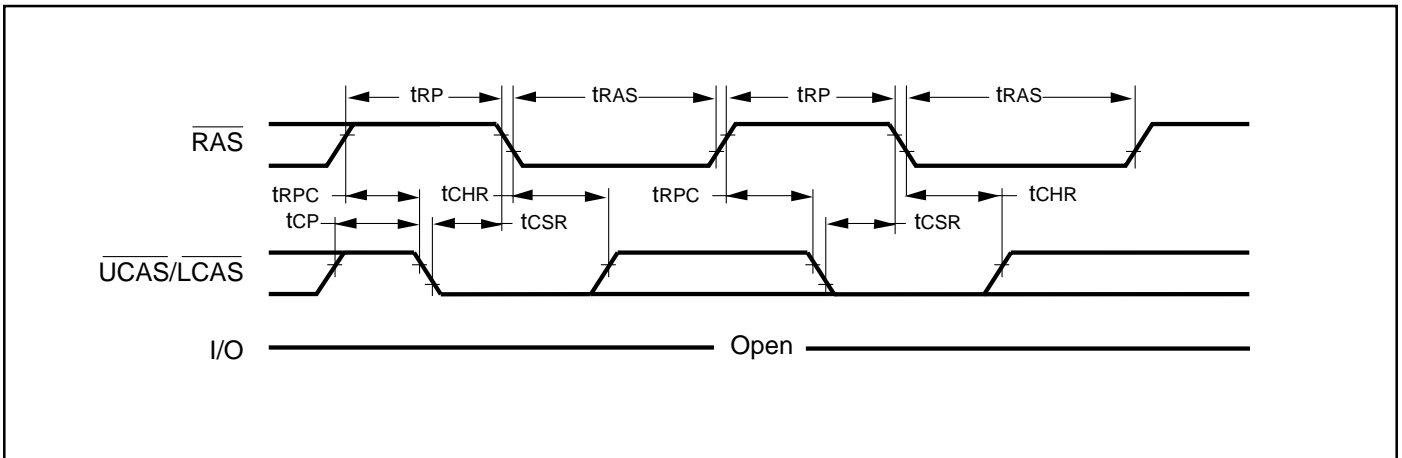 tRP tRAS tRP tRAS
RAS
tRPC tCHR tRPC tCHR
tCP tCSR tCSR
UCAS/LCAS
I/O Open